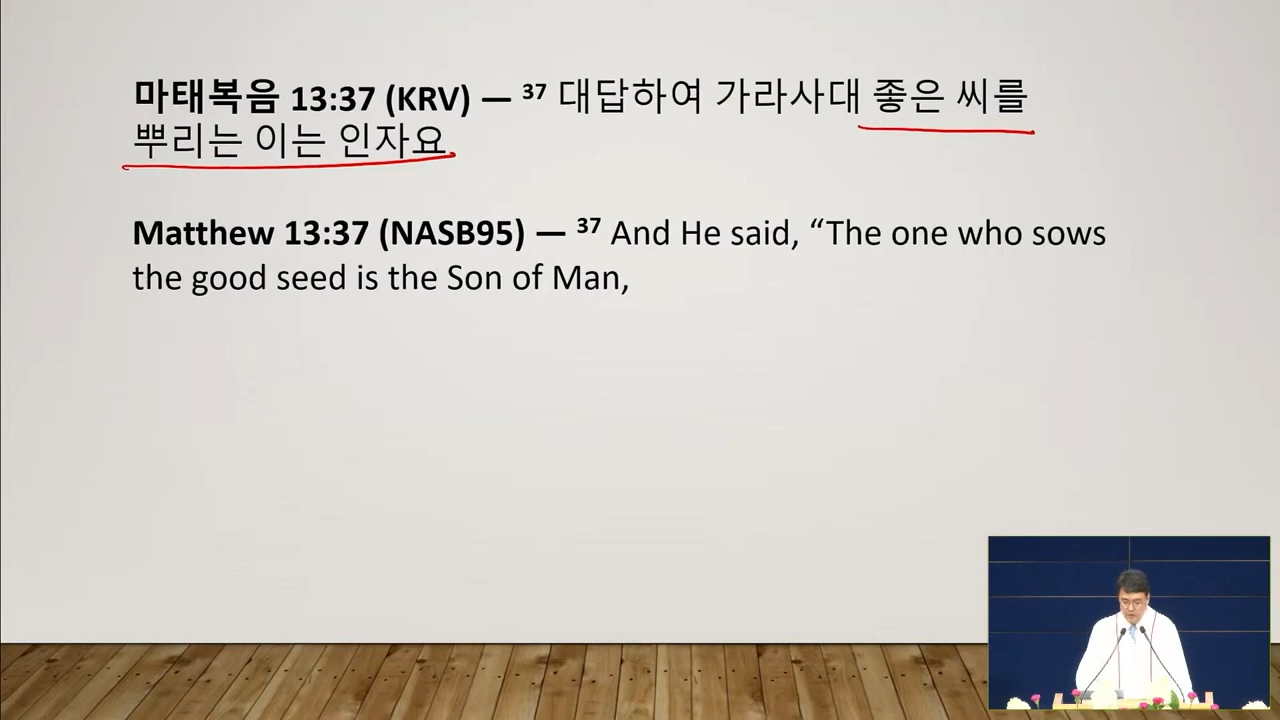 마태복음 13:37 (KRV) — 37 대답하여 가라사대 좋은 씨를
뿌리는 이는 인자요
Matthew 13:37 (NASB95) — 37 And He said, “The one who sows
the good seed is the Son of Man,